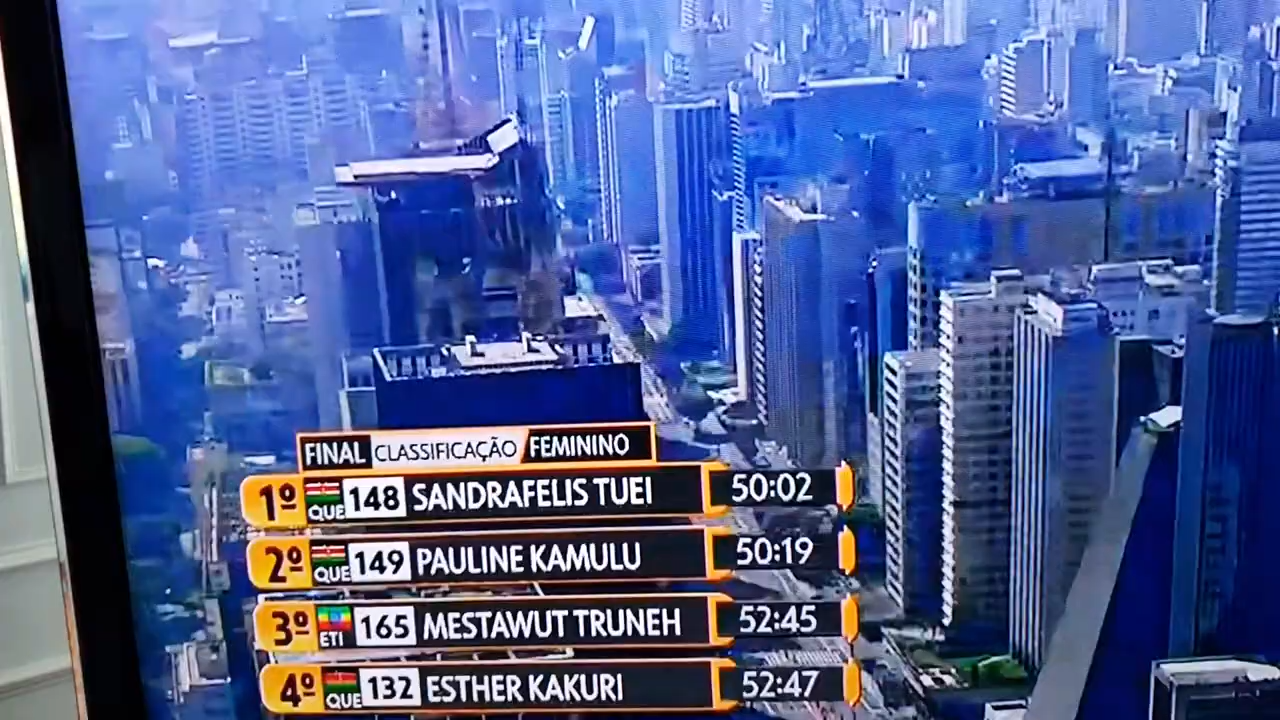 FINAL CLASSIFICAÇÃO FEMININO
1º QUE 148 SANDRAFELIS TUEI 50:02
2º QUE 149 PAULINE KAMULU 50:19
3º ETI 165 MESTAWUT TRUNEH 52:45
4º QUE 132 ESTHER KAKURI 52:47